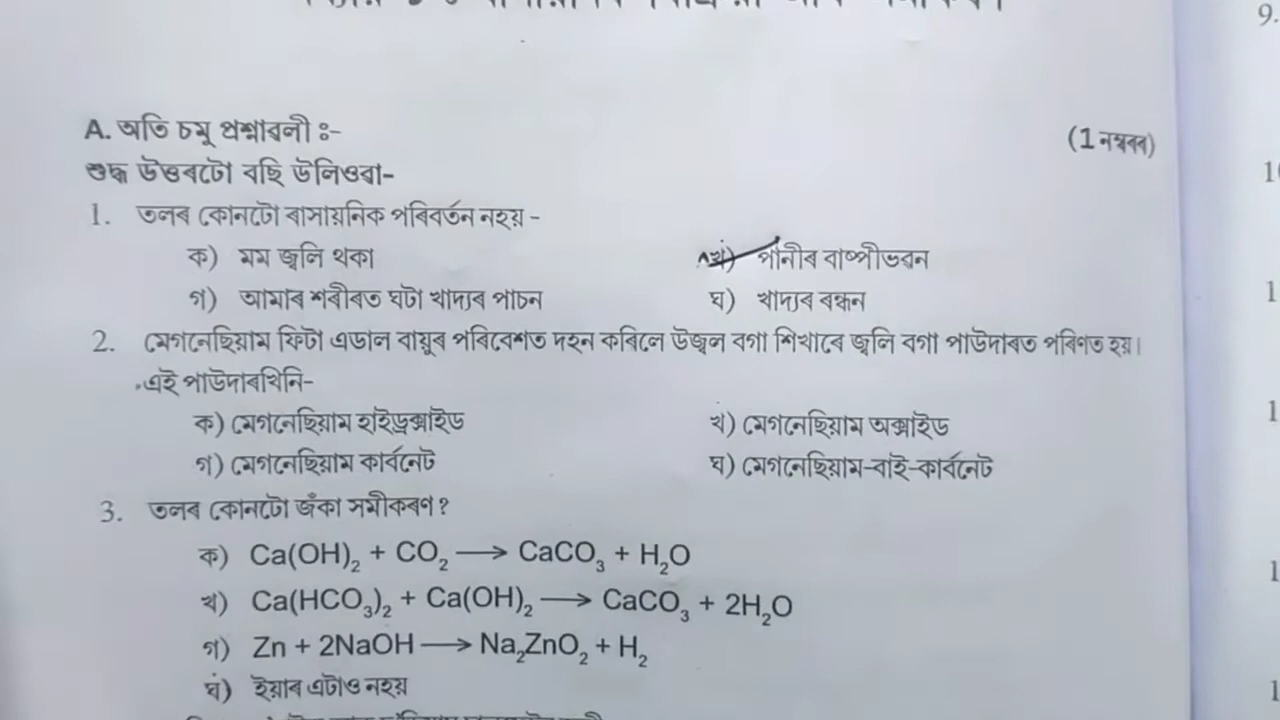 A. অতি চমু প্ৰশ্নাৱলী ঃ-
(1 নম্বৰৰ)
শুদ্ধ উত্তৰটো বাছি উলিওৱা-
1. তলৰ কোনটো ৰাসায়নিক পৰিবৰ্তন নহয় -
ক) মম জ্বলি থকা
খ) পানীৰ বাষ্পীভৱন
গ) আমাৰ শৰীৰত ঘটা খাদ্যৰ পাচন
ঘ) খাদ্যৰ ৰন্ধন
2. মেগনেছিয়াম ফিটা এডাল বায়ুৰ পৰিৱেশত দহন কৰিলে উজ্বল বগা শিখাৰে জ্বলি বগা পাউদাৰত পৰিণত হয়।
এই পাউদাৰখিনি-
ক) মেগনেছিয়াম হাইড্ৰক্সাইড
খ) মেগনেছিয়াম অক্সাইড
গ) মেগনেছিয়াম কাৰ্বনেট
ঘ) মেগনেছিয়াম-বাই-কাৰ্বনেট
3. তলৰ কোনটো জঁকা সমীকৰণ?
ক) Ca(OH)₂ + CO₂ ⟶ CaCO₃ + H₂O
খ) Ca(HCO₃)₂ + Ca(OH)₂ ⟶ CaCO₃ + 2H₂O
গ) Zn + 2NaOH ⟶ Na₂ZnO₂ + H₂
ঘ) ইয়াৰ এটাও নহয়
9.